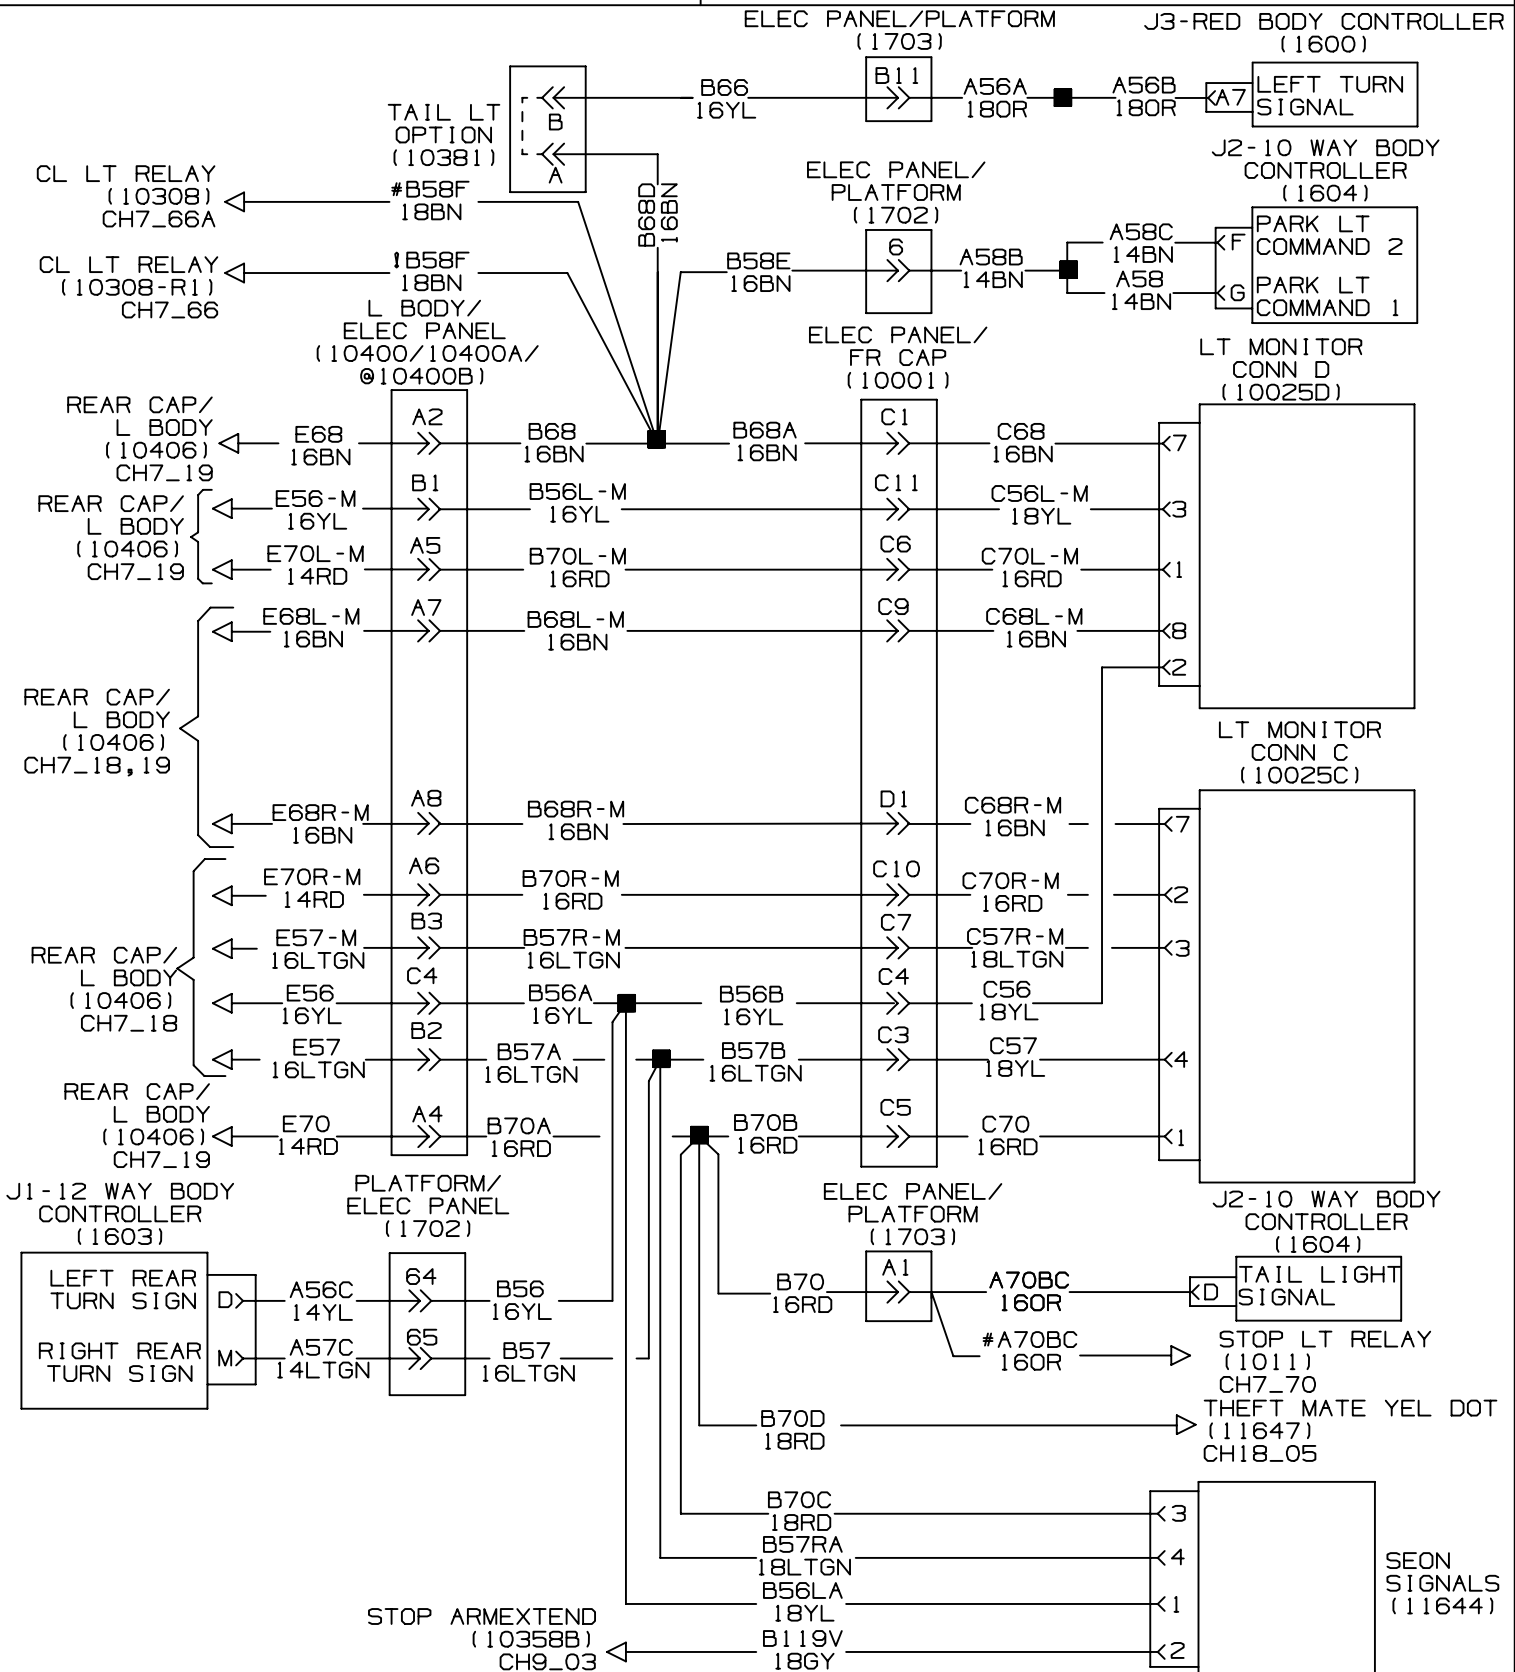 ELEC PANEL/PLATFORM
(1703)
J3-RED BODY CONTROLLER
(1600)
B11
B66
16YL
A56A
18OR
A56B
18OR
A7
LEFT TURN
SIGNAL
TAIL LT
OPTION
(10381)
B
A
CL LT RELAY
(10308)
CH7_66A
#B58F
18BN
B68D
16BN
ELEC PANEL/
PLATFORM
(1702)
J2-10 WAY BODY
CONTROLLER
(1604)
6
A58C
14BN
F
PARK LT
COMMAND 2
CL LT RELAY
(10308-R1)
CH7_66
!B58F
18BN
B58E
16BN
A58B
14BN
A58
14BN
G
PARK LT
COMMAND 1
L BODY/
ELEC PANEL
(10400/10400A/
@10400B)
ELEC PANEL/
FR CAP
(10001)
LT MONITOR
CONN D
(10025D)
REAR CAP/
L BODY
(10406)
CH7_19
E68
16BN
A2
B68
16BN
B68A
16BN
C1
C68
16BN
7
REAR CAP/
L BODY
(10406)
CH7_19
E56-M
16YL
B1
B56L-M
16YL
C11
C56L-M
18YL
3
E70L-M
14RD
A5
B70L-M
16RD
C6
C70L-M
16RD
1
E68L-M
16BN
A7
B68L-M
16BN
C9
C68L-M
16BN
8
2
REAR CAP/
L BODY
(10406)
CH7_18,19
LT MONITOR
CONN C
(10025C)
E68R-M
16BN
A8
B68R-M
16BN
D1
C68R-M
16BN
7
E70R-M
14RD
A6
B70R-M
16RD
C10
C70R-M
16RD
2
REAR CAP/
L BODY
(10406)
CH7_18
E57-M
16LTGN
B3
B57R-M
16LTGN
C7
C57R-M
18LTGN
3
E56
16YL
C4
B56A
16YL
B56B
16YL
C4
C56
18YL
E57
16LTGN
B2
B57A
16LTGN
B57B
16LTGN
C3
C57
18YL
4
REAR CAP/
L BODY
(10406)
CH7_19
E70
14RD
A4
B70A
16RD
B70B
16RD
C5
C70
16RD
1
J1-12 WAY BODY
CONTROLLER
(1603)
PLATFORM/
ELEC PANEL
(1702)
ELEC PANEL/
PLATFORM
(1703)
J2-10 WAY BODY
CONTROLLER
(1604)
LEFT REAR
TURN SIGN
D
A56C
14YL
64
B56
16YL
B70
16RD
A1
A70BC
16OR
D
TAIL LIGHT
SIGNAL
RIGHT REAR
TURN SIGN
M
A57C
14LTGN
65
B57
16LTGN
#A70BC
16OR
STOP LT RELAY
(1011)
CH7_70
B70D
18RD
THEFT MATE YEL DOT
(11647)
CH18_05
B70C
18RD
3
B57RA
18LTGN
4
B56LA
18YL
1
SEON
SIGNALS
(11644)
STOP ARMEXTEND
(10358B)
CH9_03
B119V
18GY
2